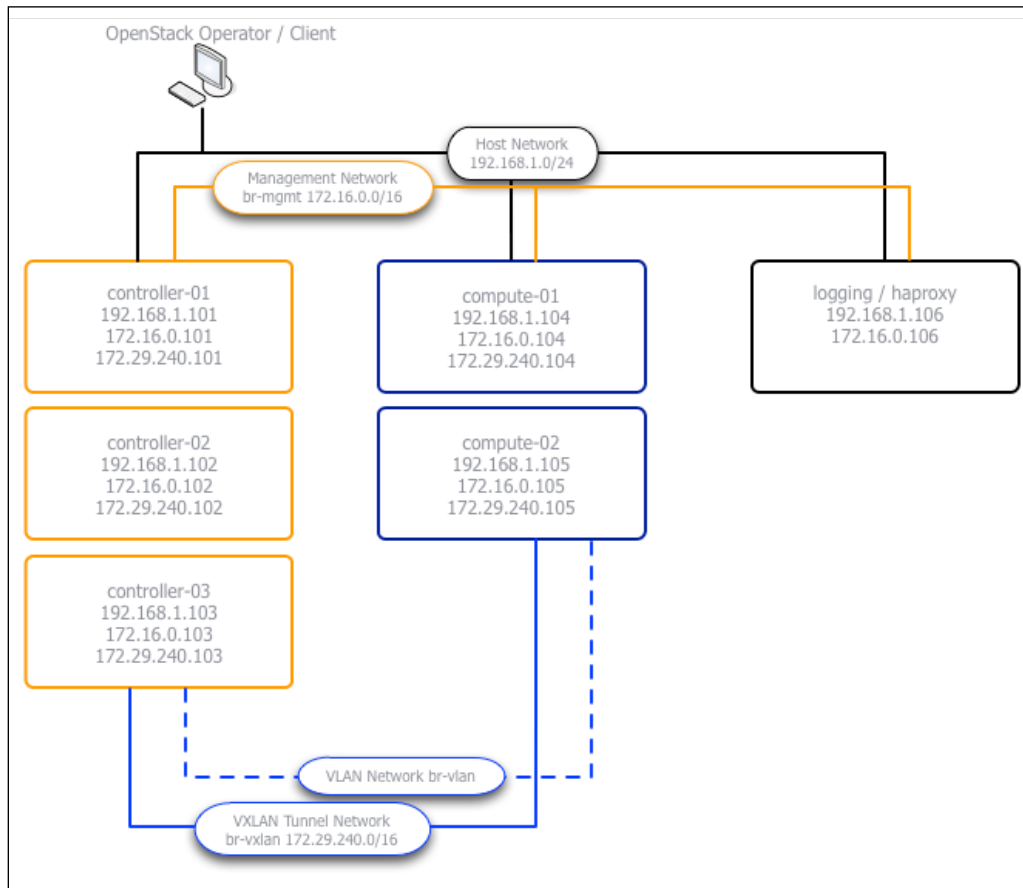 OpenStack Operator / Client
Host Network
192.168.1.0/24
Management Network
br-mgmt 172.16.0.0/16
controller-01
192.168.1.101
172.16.0.101
172.29.240.101
compute-01
192.168.1.104
172.16.0.104
172.29.240.104
logging / haproxy
192.168.1.106
172.16.0.106
controller-02
192.168.1.102
172.16.0.102
172.29.240.102
compute-02
192.168.1.105
172.16.0.105
172.29.240.105
controller-03
192.168.1.103
172.16.0.103
172.29.240.103
VLAN Network br-vlan
VXLAN Tunnel Network
br-vxlan 172.29.240.0/16